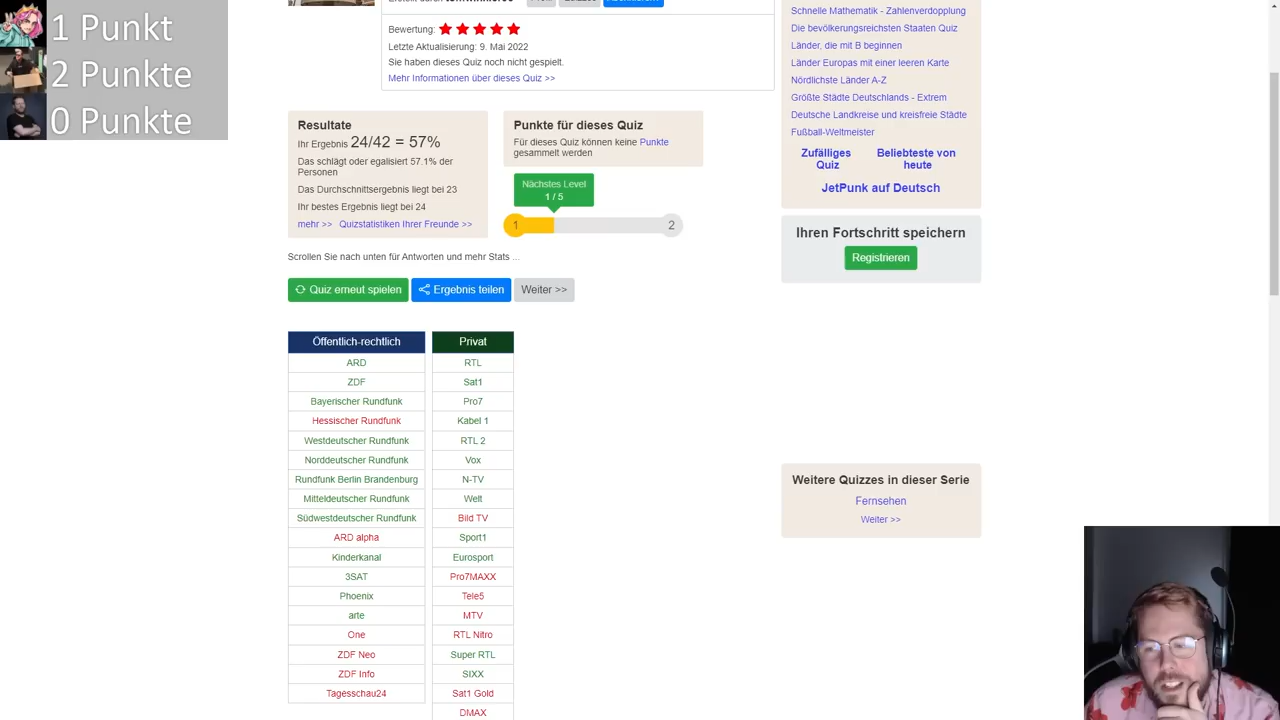 1 Punkt
2 Punkte
0 Punkte
Bewertung:
Letzte Aktualisierung: 9. Mai 2022
Sie haben dieses Quiz noch nicht gespielt.
Mehr Informationen über dieses Quiz >>
Resultate
Ihr Ergebnis 24/42 = 57%
Das schlägt oder egalisiert 57.1% der
Personen
Das Durchschnittsergebnis liegt bei 23
Ihr bestes Ergebnis liegt bei 24
mehr >> Quizstatistiken Ihrer Freunde >>
Punkte für dieses Quiz
Für dieses Quiz können keine Punkte
gesammelt werden
Nächstes Level
1 / 5
1
2
Scrollen Sie nach unten für Antworten und mehr Stats ...
Quiz erneut spielen
Ergebnis teilen
Weiter >>
Öffentlich-rechtlich
ARD
ZDF
Bayerischer Rundfunk
Hessischer Rundfunk
Westdeutscher Rundfunk
Norddeutscher Rundfunk
Rundfunk Berlin Brandenburg
Mitteldeutscher Rundfunk
Südwestdeutscher Rundfunk
ARD alpha
Kinderkanal
3SAT
Phoenix
arte
One
ZDF Neo
ZDF Info
Tagesschau24
Privat
RTL
Sat1
Pro7
Kabel 1
RTL 2
Vox
N-TV
Welt
Bild TV
Sport1
Eurosport
Pro7MAXX
Tele5
MTV
RTL Nitro
Super RTL
SIXX
Sat1 Gold
DMAX
Schnelle Mathematik - Zahlenverdopplung
Die bevölkerungsreichsten Staaten Quiz
Länder, die mit B beginnen
Länder Europas mit einer leeren Karte
Nördlichste Länder A-Z
Größte Städte Deutschlands - Extrem
Deutsche Landkreise und kreisfreie Städte
Fußball-Weltmeister
Zufälliges
Quiz
Beliebteste von
heute
JetPunk auf Deutsch
Ihren Fortschritt speichern
Registrieren
Weitere Quizzes in dieser Serie
Fernsehen
Weiter >>